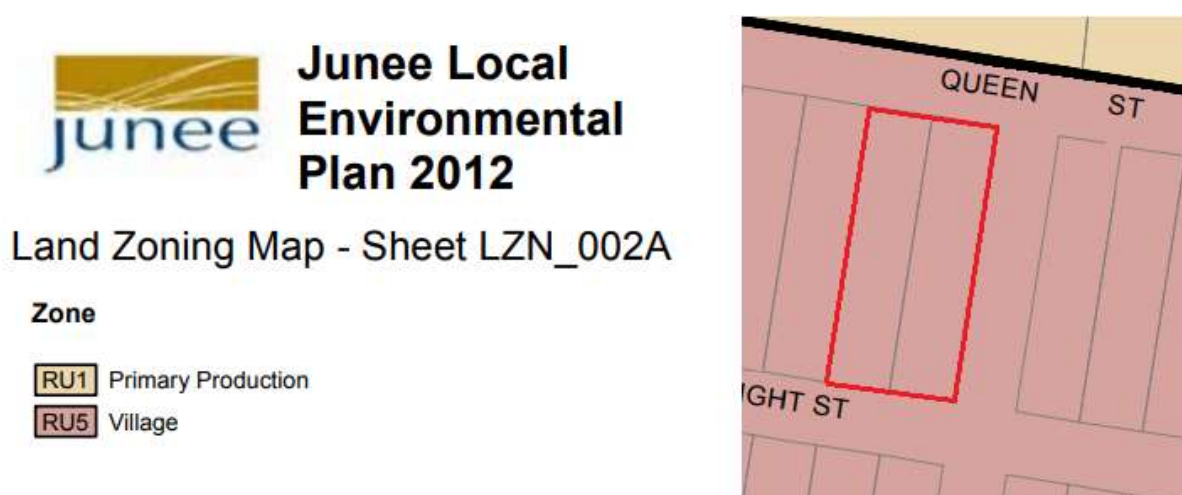 junee
Junee Local
Environmental
Plan 2012
Land Zoning Map - Sheet LZN_002A
Zone
RU1 Primary Production
RU5 Village
QUEEN ST
IGHT ST